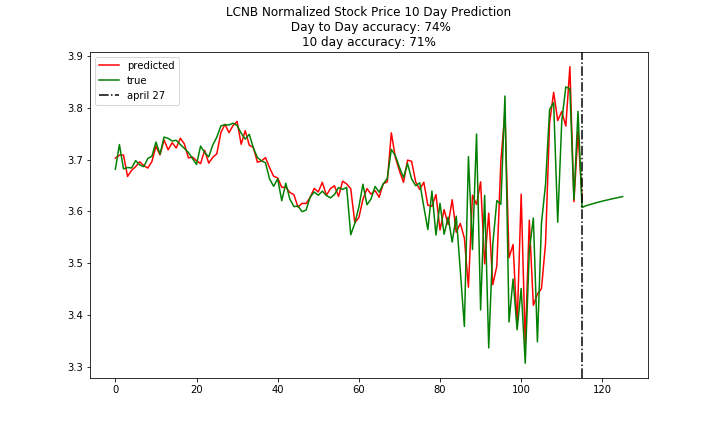 LCNB Normalized Stock Price 10 Day Prediction
Day to Day accuracy: 74%
10 day accuracy: 71%
predicted
true
april 27
3.9
3.8
3.7
3.6
3.5
3.4
3.3
0 20 40 60 80 100 120